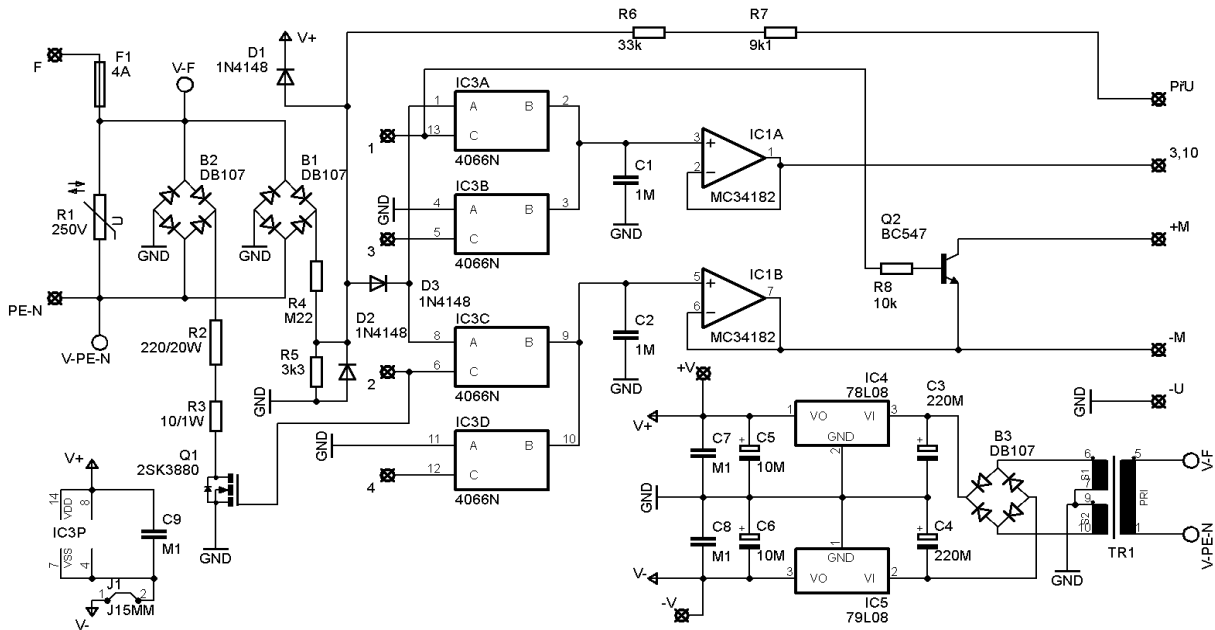 R6
R7
V+
33k
9k1
F
F1
4A
V-F
D1
1N4148
IC3A
1
A
B
2
PřU
13
C
1
4066N
B2
DB107
B1
DB107
3
IC1A
+
1
2
−
C1
1M
MC34182
3,10
IC3B
R1
250V
U
GND
GND
GND
4
A
B
3
5
C
3
4066N
GND
Q2
BC547
+M
R4
M22
D3
1N4148
R8
10k
IC1B
5
+
7
6
−
PE-N
D2
1N4148
IC3C
R2
220/20W
V-PE-N
8
A
B
9
C2
1M
MC34182
R5
3k3
6
C
2
4066N
-M
GND
+V
IC4
78L08
C3
220M
GND
-U
R3
10/1W
GND
IC3D
V+
1
VO
VI
3
GND
2
C7
M1
+
C5
10M
+
B3
DB107
V-F
11
A
B
10
GND
12
C
4
4066N
V+
Q1
2SK3880
6
S1
7
9
S2
10
5
PRI
1
TR1
GND
14
VDD
8
IC3P
7
VSS
4
C9
M1
GND
C8
M1
+
C6
10M
+
C4
220M
1
GND
V-PE-N
J1
1
2
J15MM
V-
V-
3
VO
VI
2
GND
-V
IC5
79L08